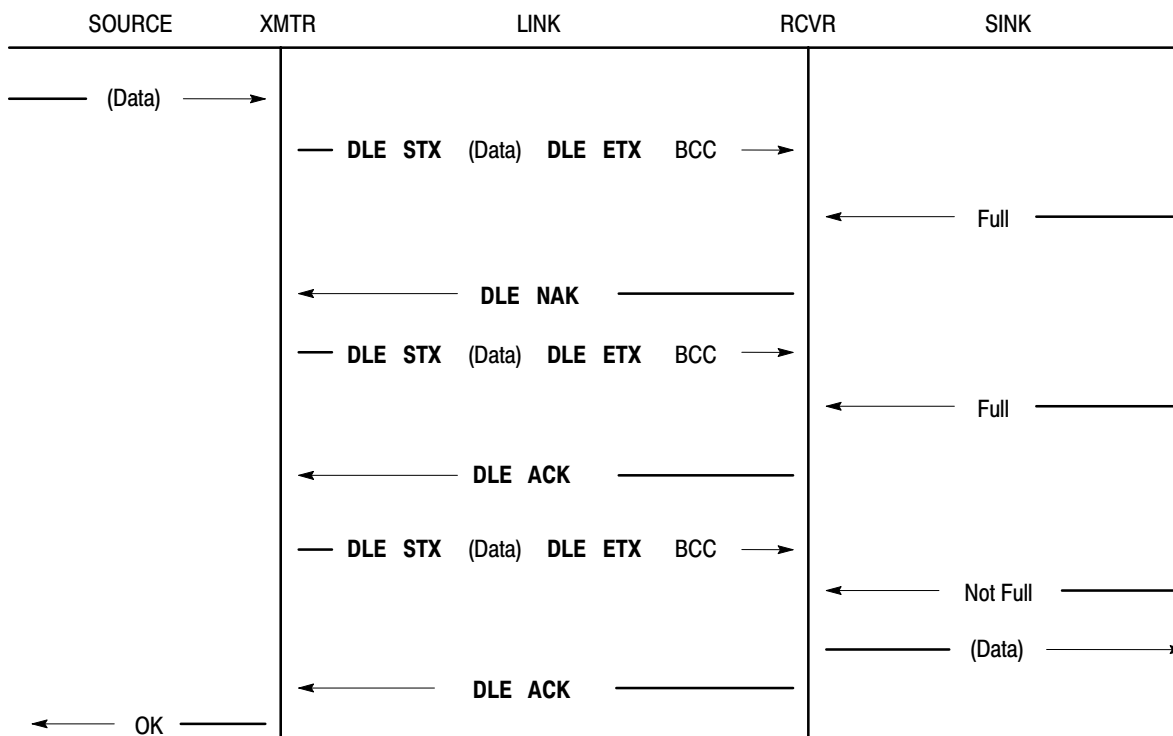 SOURCE XMTR LINK RCVR SINK
(Data)
DLE STX (Data) DLE ETX BCC
Full
DLE NAK
DLE STX (Data) DLE ETX BCC
Full
DLE ACK
DLE STX (Data) DLE ETX BCC
Not Full
(Data)
DLE ACK
OK